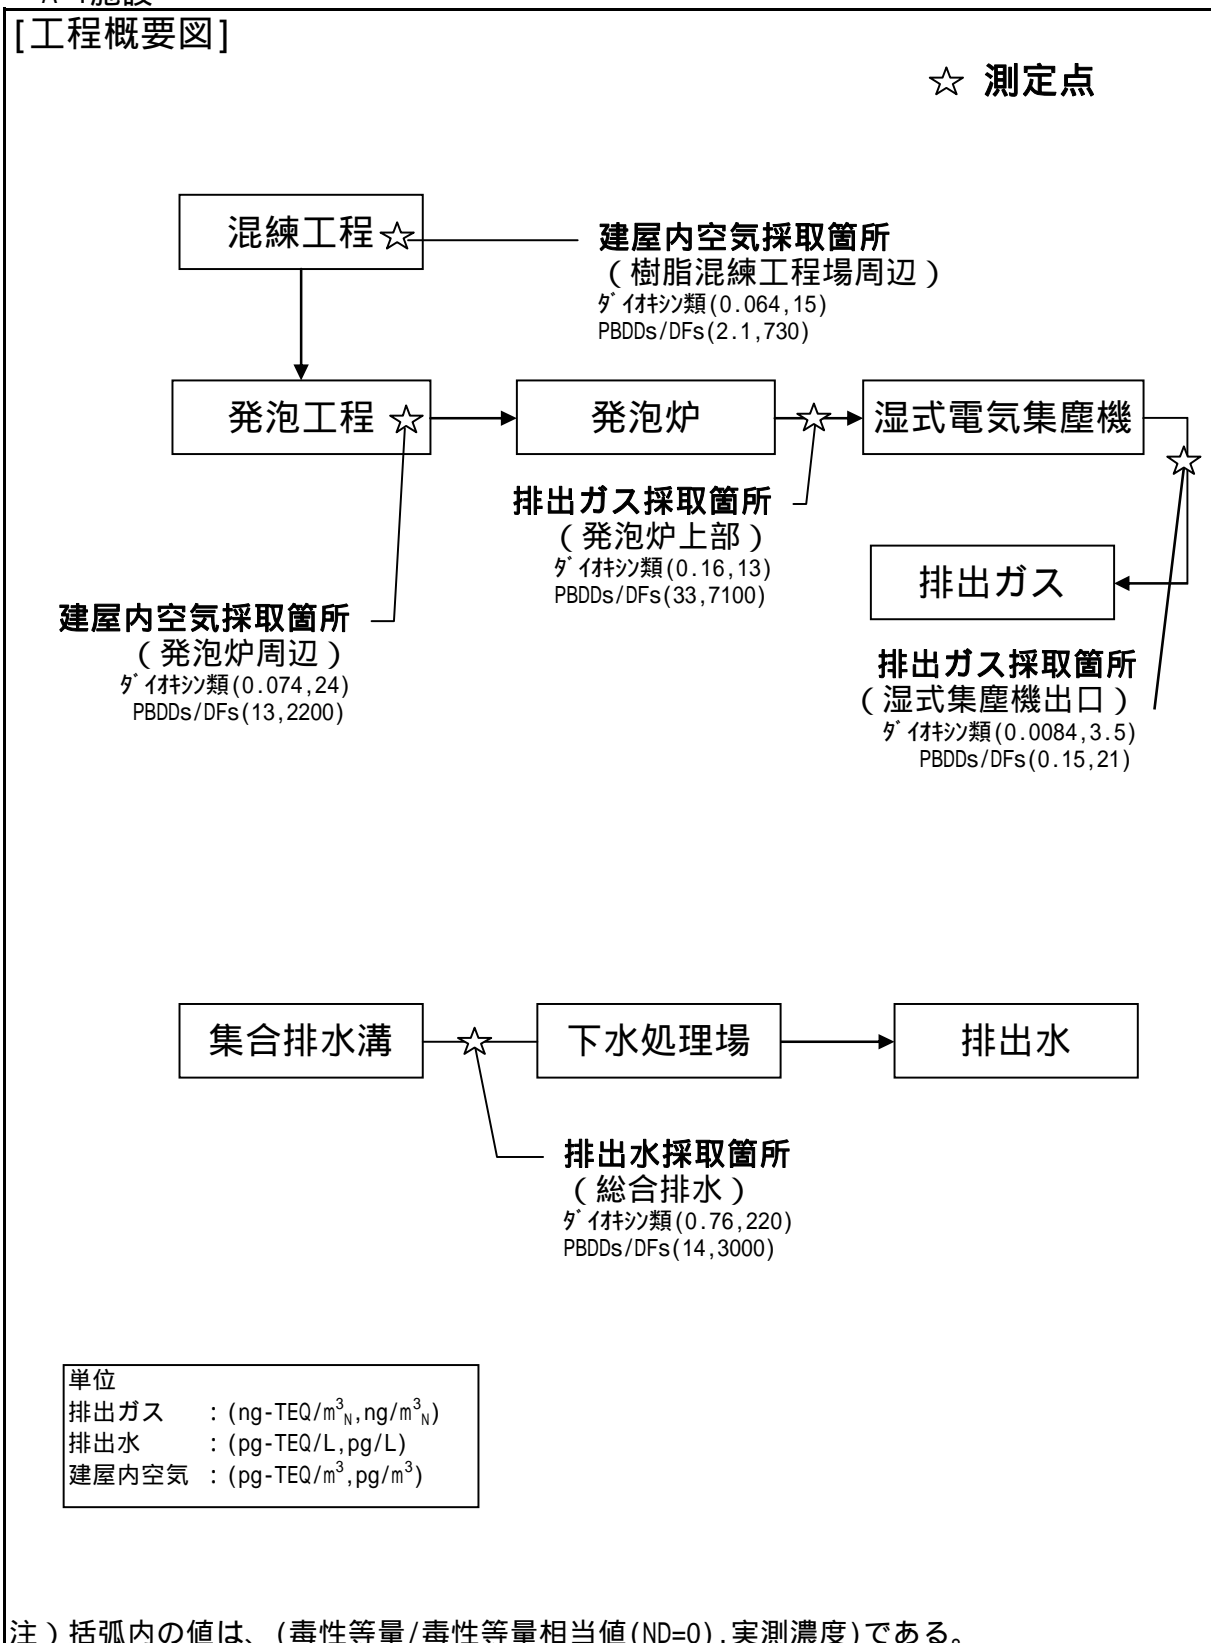 [工程概要図]
☆ 測定点
混練工程
建屋内空気採取箇所
(樹脂混練工程場周辺)
ダイオキシン類(0.064,15)
PBDDs/DFs(2.1,730)
発泡工程
発泡炉
湿式電気集塵機
排出ガス採取箇所
(発泡炉上部)
ダイオキシン類(0.16,13)
PBDDs/DFs(33,7100)
排出ガス
建屋内空気採取箇所
(発泡炉周辺)
ダイオキシン類(0.074,24)
PBDDs/DFs(13,2200)
排出ガス採取箇所
(湿式集塵機出口)
ダイオキシン類(0.0084,3.5)
PBDDs/DFs(0.15,21)
集合排水溝
下水処理場
排出水
排出水採取箇所
(総合排水)
ダイオキシン類(0.76,220)
PBDDs/DFs(14,3000)
単位
排出ガス :(ng-TEQ/m³N,ng/m³N)
排出水 :(pg-TEQ/L,pg/L)
建屋内空気 :(pg-TEQ/m³,pg/m³)
注)括弧内の値は、(毒性等量/毒性等量相当値(ND=0),実測濃度)である。